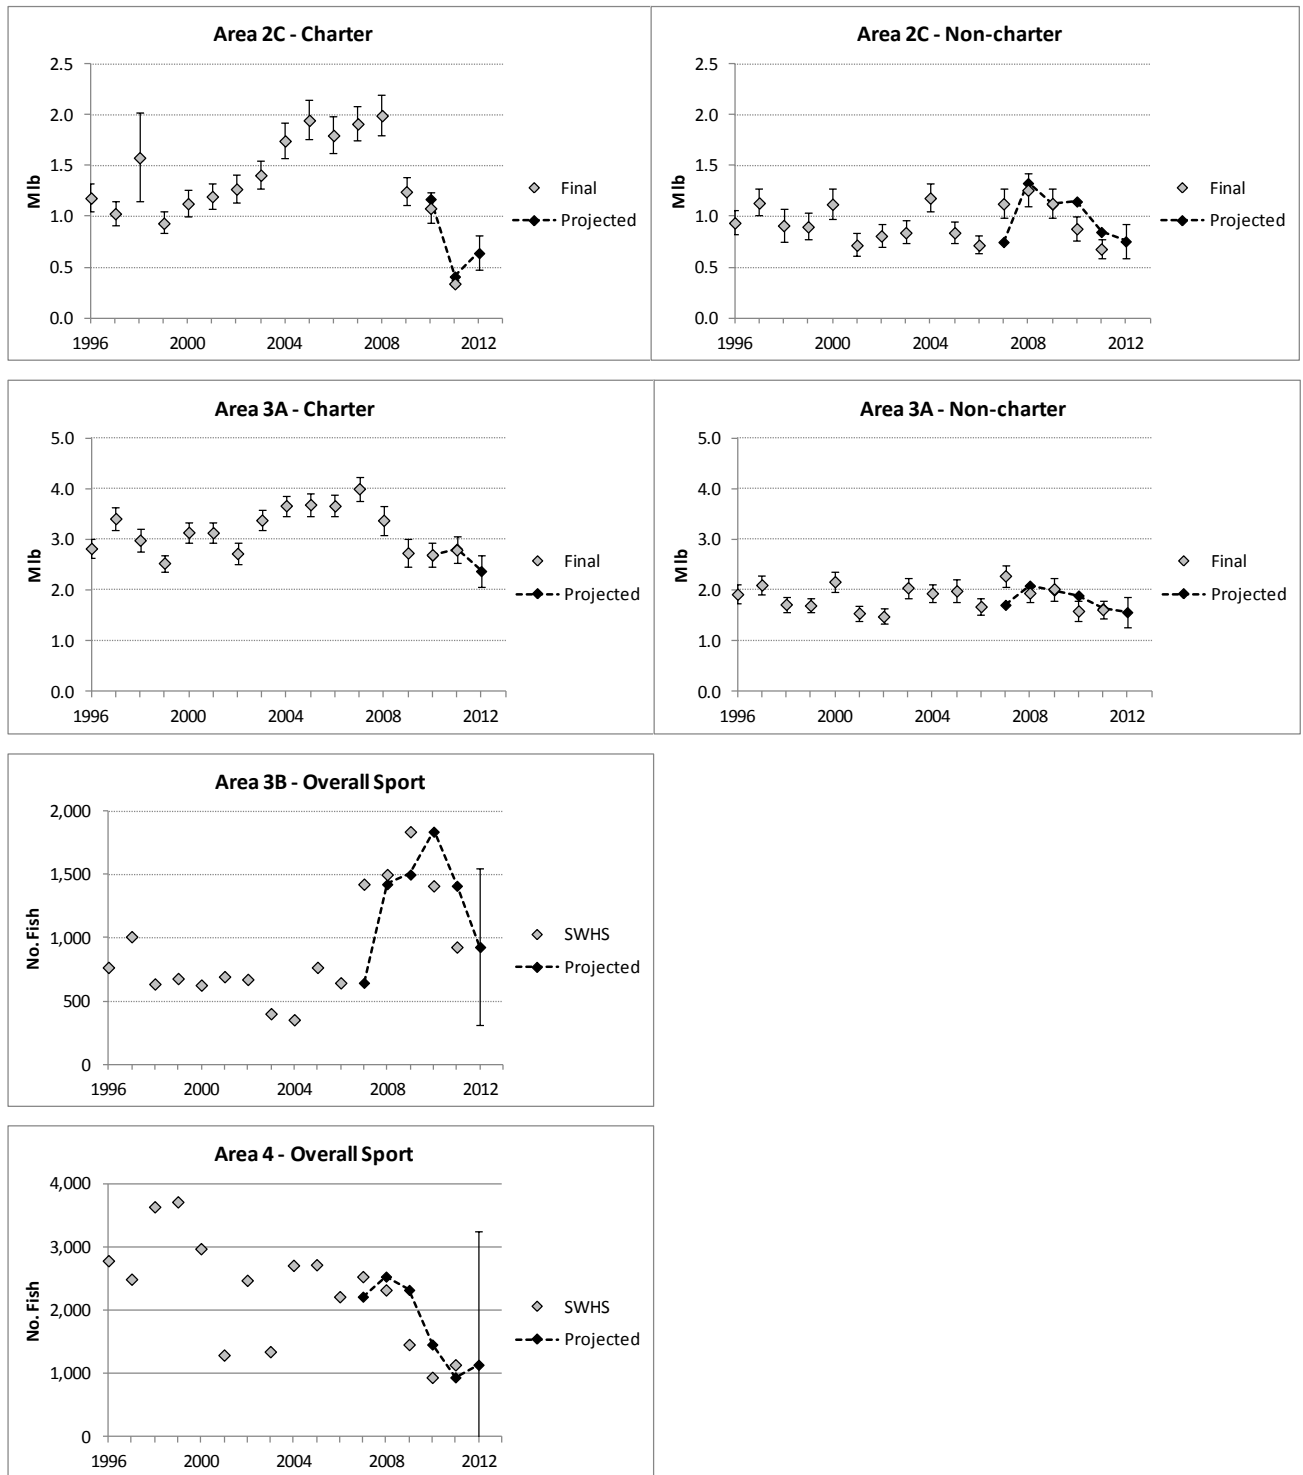 Area 2C - Charter
2.5
2.0
1.5
1.0
0.5
0.0
M lb
1996 2000 2004 2008 2012
Final
Projected
Area 2C - Non-charter
2.5
2.0
1.5
1.0
0.5
0.0
M lb
1996 2000 2004 2008 2012
Final
Projected
Area 3A - Charter
5.0
4.0
3.0
2.0
1.0
0.0
M lb
1996 2000 2004 2008 2012
Final
Projected
Area 3A - Non-charter
5.0
4.0
3.0
2.0
1.0
0.0
M lb
1996 2000 2004 2008 2012
Final
Projected
Area 3B - Overall Sport
2,000
1,500
1,000
500
0
No. Fish
1996 2000 2004 2008 2012
SWHS
Projected
Area 4 - Overall Sport
4,000
3,000
2,000
1,000
0
No. Fish
1996 2000 2004 2008 2012
SWHS
Projected